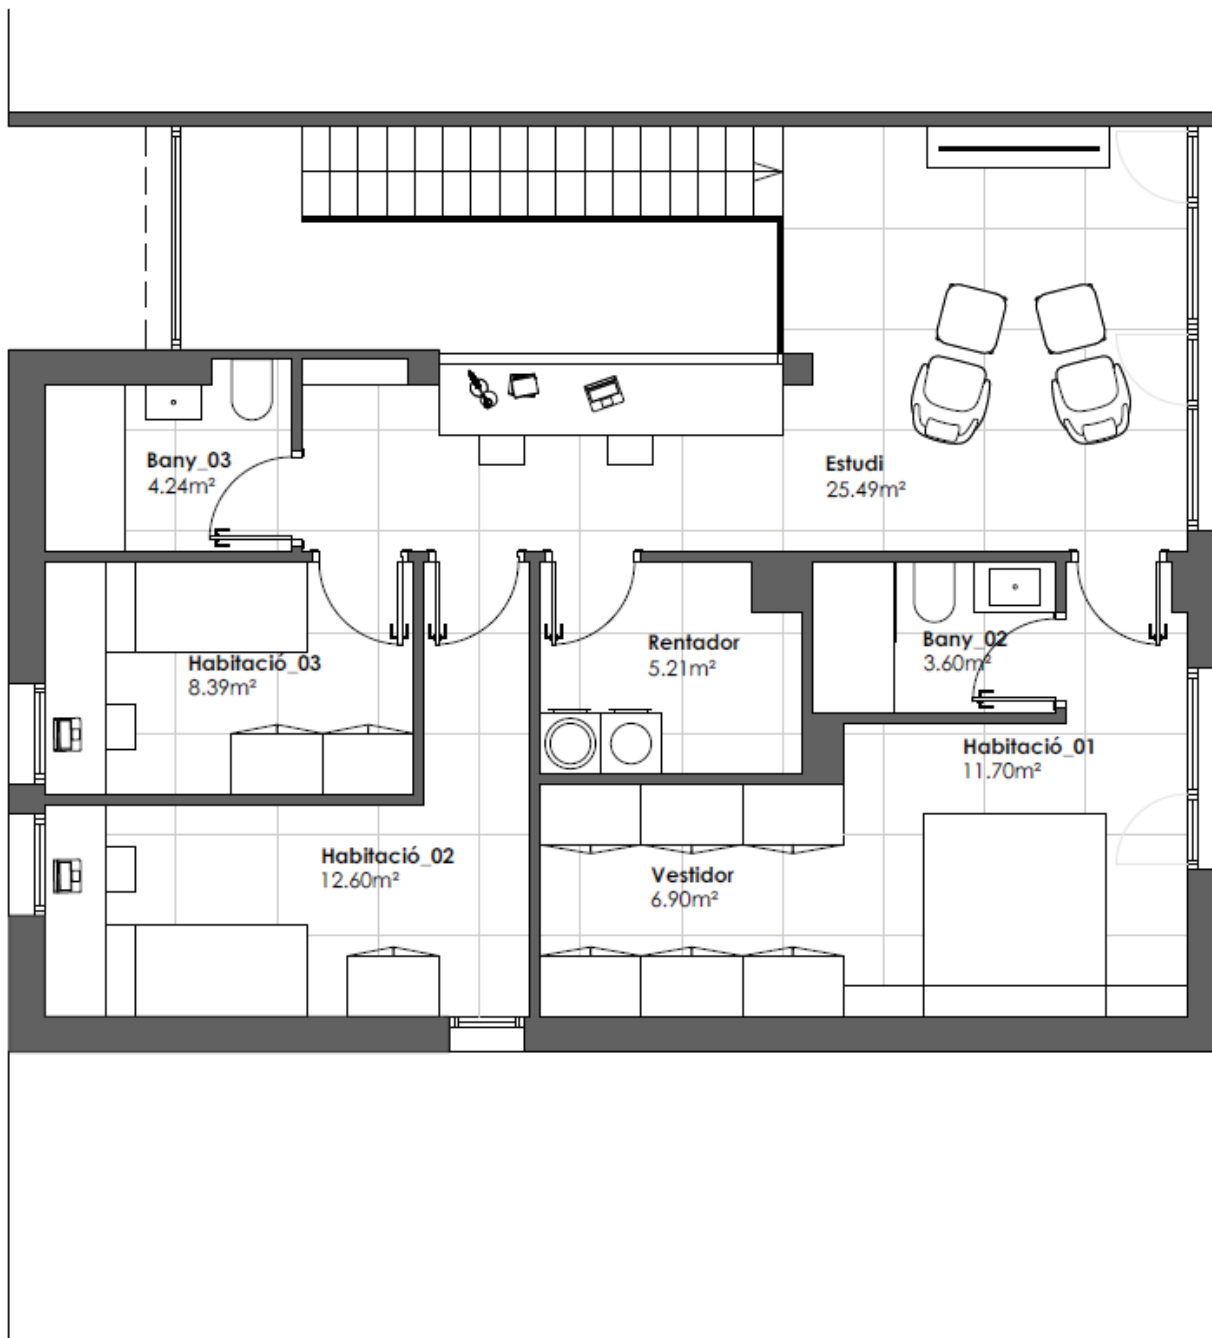 Bany_03
4.24m²
Estudi
25.49m²
Habitació_03
8.39m²
Rentador
5.21m²
Bany_02
3.60m²
Habitació_01
11.70m²
Habitació_02
12.60m²
Vestidor
6.90m²